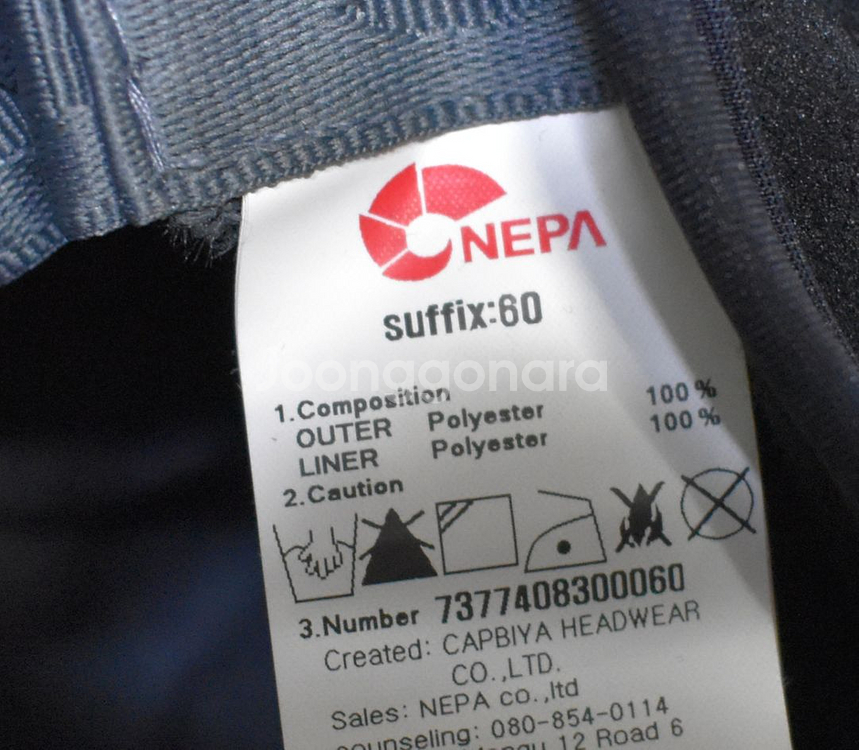 NEPA
suffix:60
Joonggonara
1.Composition
OUTER Polyester 100%
LINER Polyester 100%
2.Caution
3.Number 7377408300060
Created: CAPBIYA HEADWEAR
CO.,LTD.
Sales: NEPA co.,ltd
counseling: 080-854-0114
12 Road 6